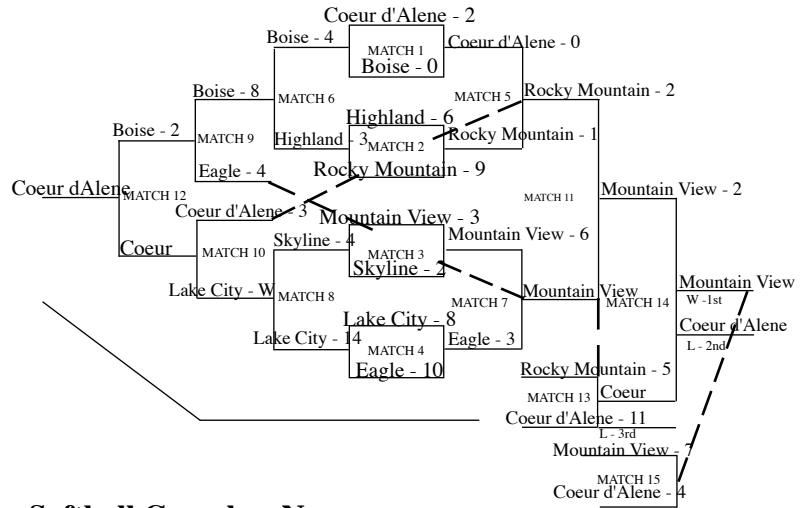 Coeur d'Alene - 2
Boise - 4
MATCH 1
Coeur d'Alene - 0
Boise - 0
Boise - 8
MATCH 6
MATCH 5
Rocky Mountain - 2
Highland - 6
Boise - 2
MATCH 9
Highland - 3
MATCH 2
Rocky Mountain - 1
Eagle - 4
Rocky Mountain - 9
Coeur dAlene
MATCH 12
MATCH 11
Mountain View - 2
Coeur d'Alene - 3
Mountain View - 3
Coeur
MATCH 10
Skyline - 4
MATCH 3
Mountain View - 6
Skyline - 2
Lake City - W
MATCH 8
MATCH 7
Mountain View
MATCH 14
Mountain View
W -1st
Lake City - 8
Coeur d'Alene
Lake City - 14
MATCH 4
Eagle - 3
L - 2nd
Eagle - 10
Rocky Mountain - 5
MATCH 13
Coeur
Coeur d'Alene - 11
L - 3rd
Mountain View - 7
MATCH 15
Coeur d'Alene - 4